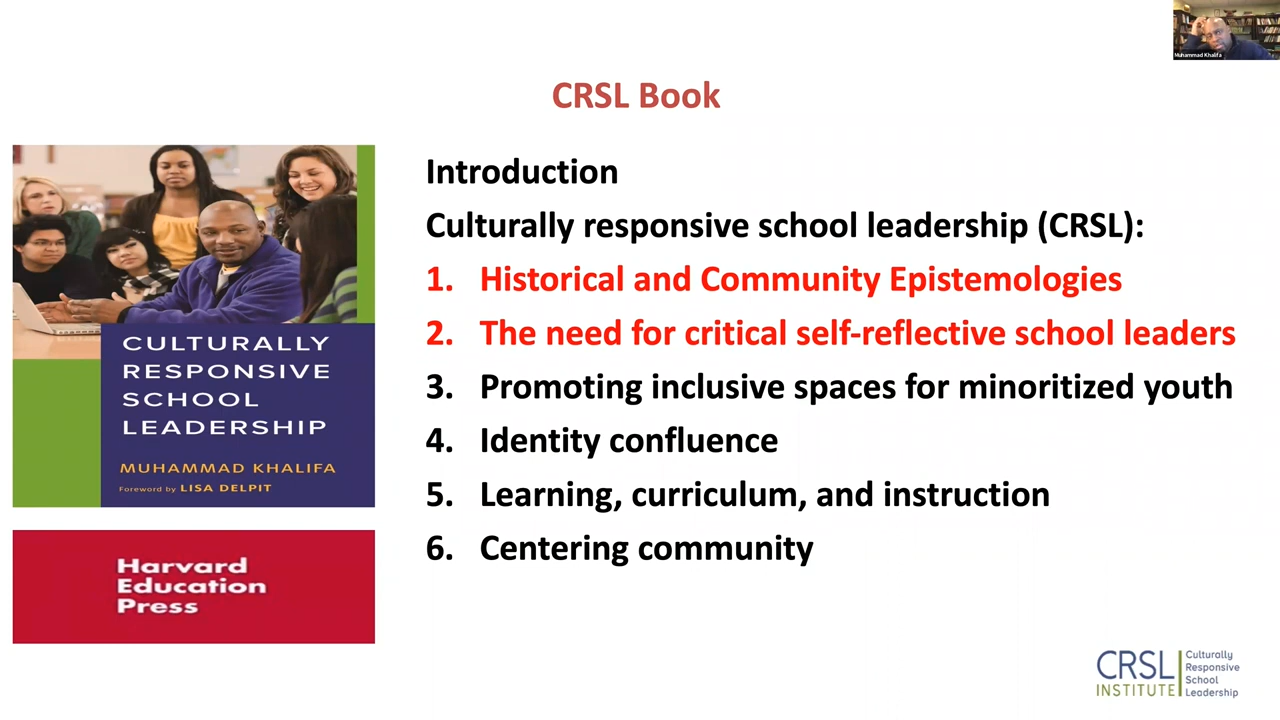 Muhammad Khalifa
CRSL Book
Introduction
Culturally responsive school leadership (CRSL):
1. Historical and Community Epistemologies
2. The need for critical self-reflective school leaders
3. Promoting inclusive spaces for minoritized youth
4. Identity confluence
5. Learning, curriculum, and instruction
6. Centering community
CULTURALLY
RESPONSIVE
SCHOOL
LEADERSHIP
MUHAMMAD KHALIFA
Foreword by LISA DELPIT
Harvard
Education
Press
CRSL
INSTITUTE
Culturally
Responsive
School
Leadership